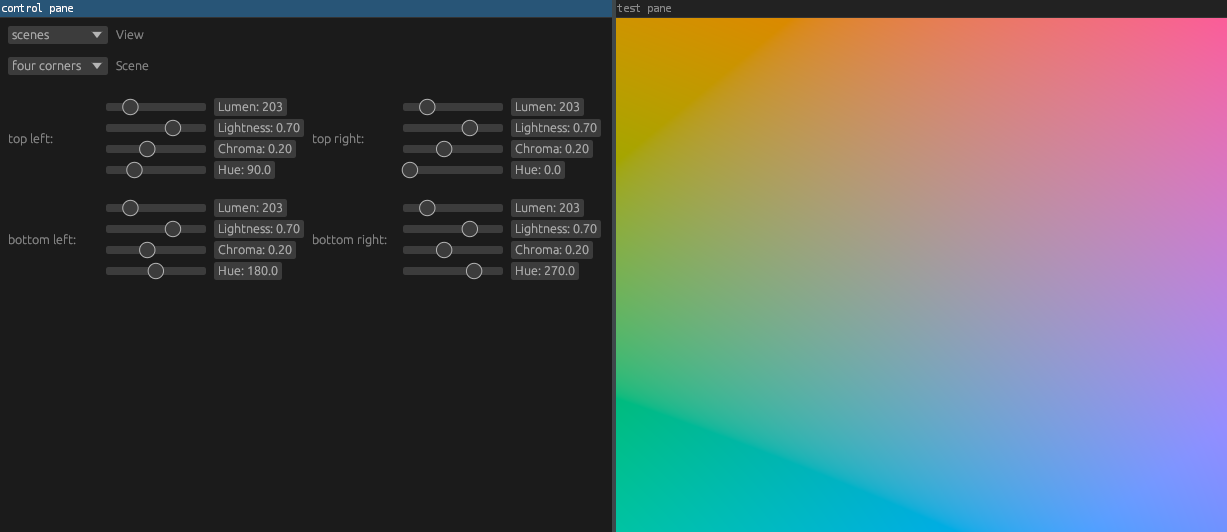 control pane
test pane
scenes View
four corners Scene
top left:
Lumen: 203
Lightness: 0.70
Chroma: 0.20
Hue: 90.0
top right:
Lumen: 203
Lightness: 0.70
Chroma: 0.20
Hue: 0.0
bottom left:
Lumen: 203
Lightness: 0.70
Chroma: 0.20
Hue: 180.0
bottom right:
Lumen: 203
Lightness: 0.70
Chroma: 0.20
Hue: 270.0